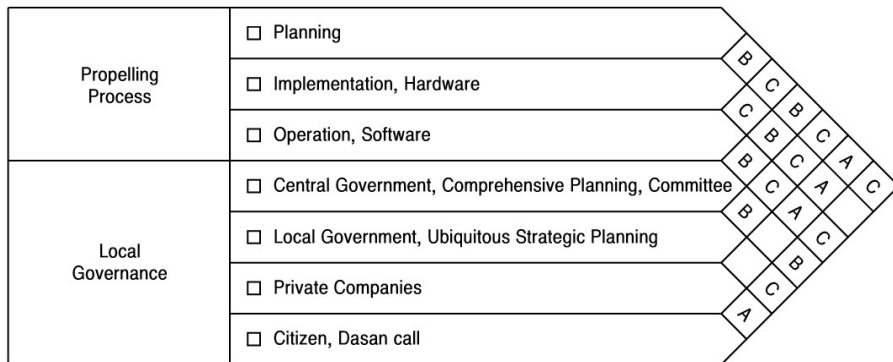 Propelling
Process
Planning
Implementation, Hardware
Operation, Software
Local
Governance
Central Government, Comprehensive Planning, Committee
Local Government, Ubiquitous Strategic Planning
Private Companies
Citizen, Dasan call
B
C
C B
B C
B C A
C A C
B A
C
B
C
A